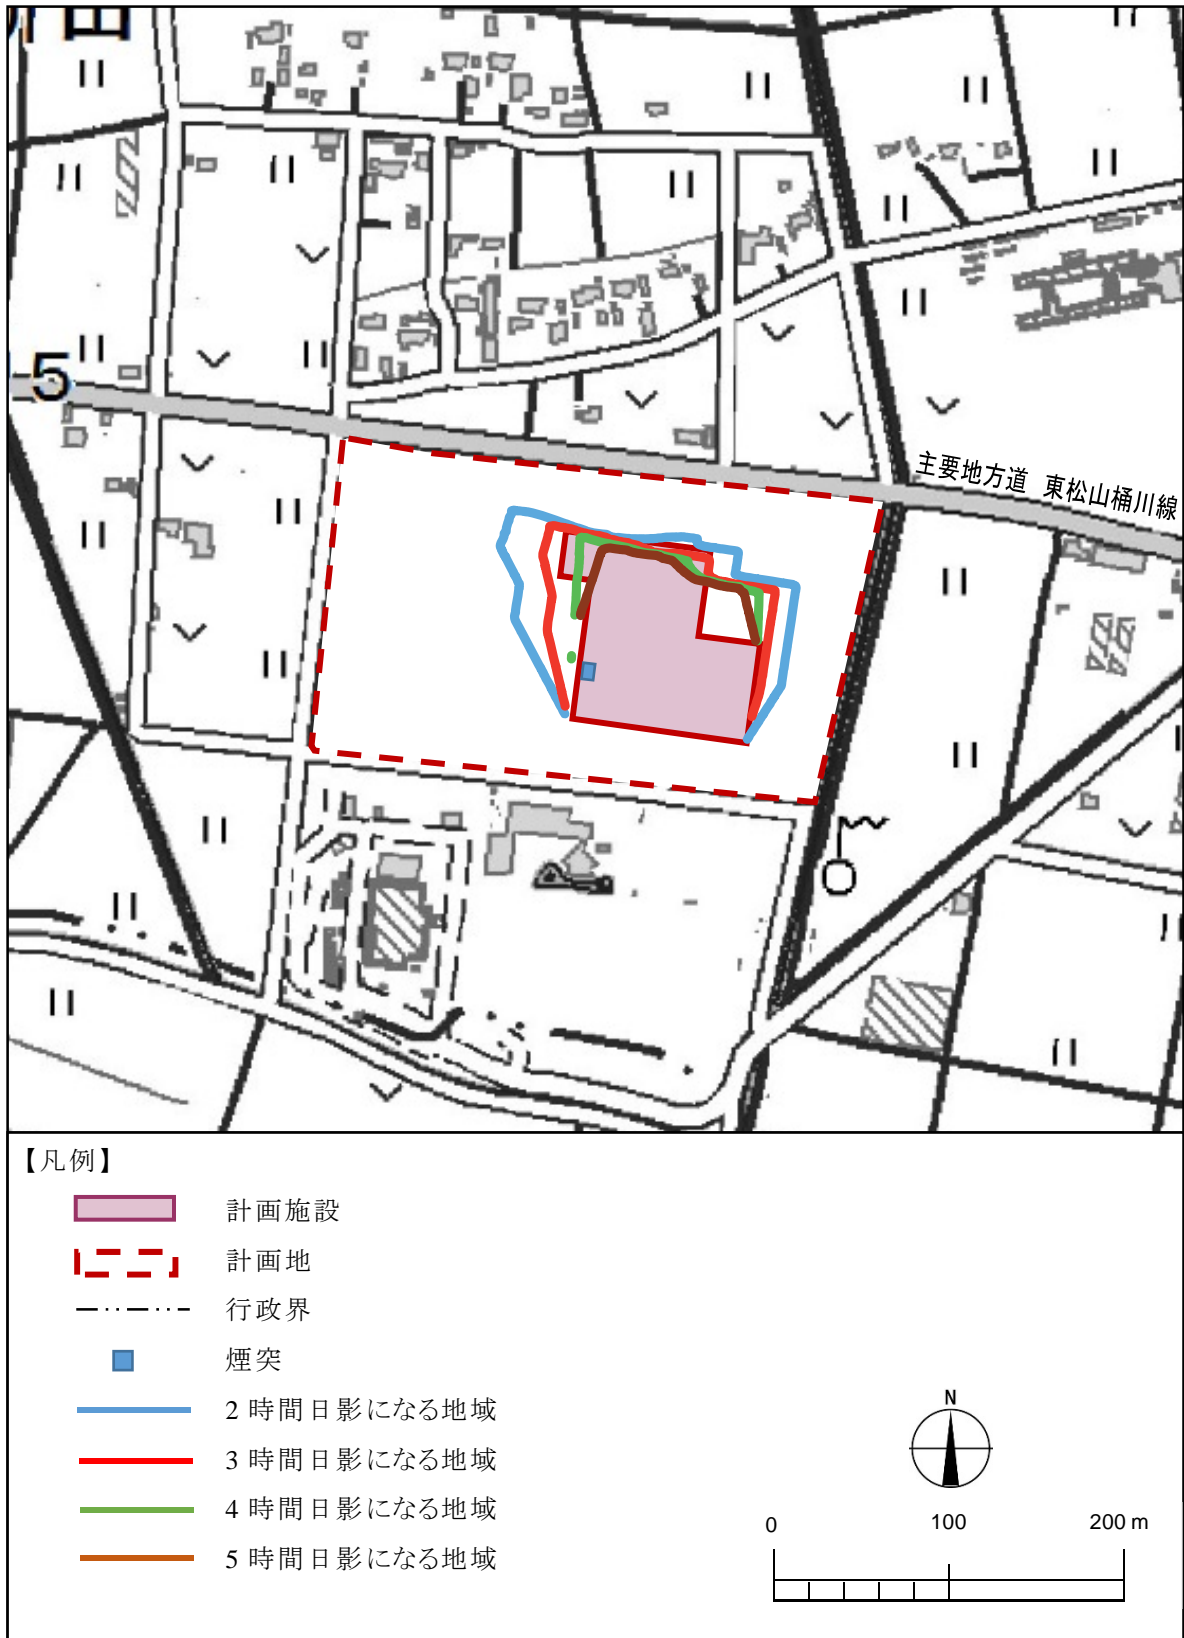 5
主要地方道 東松山桶川線
【凡例】
計画施設
計画地
行政界
煙突
2 時間日影になる地域
3 時間日影になる地域
4 時間日影になる地域
5 時間日影になる地域
N
0 100 200 m